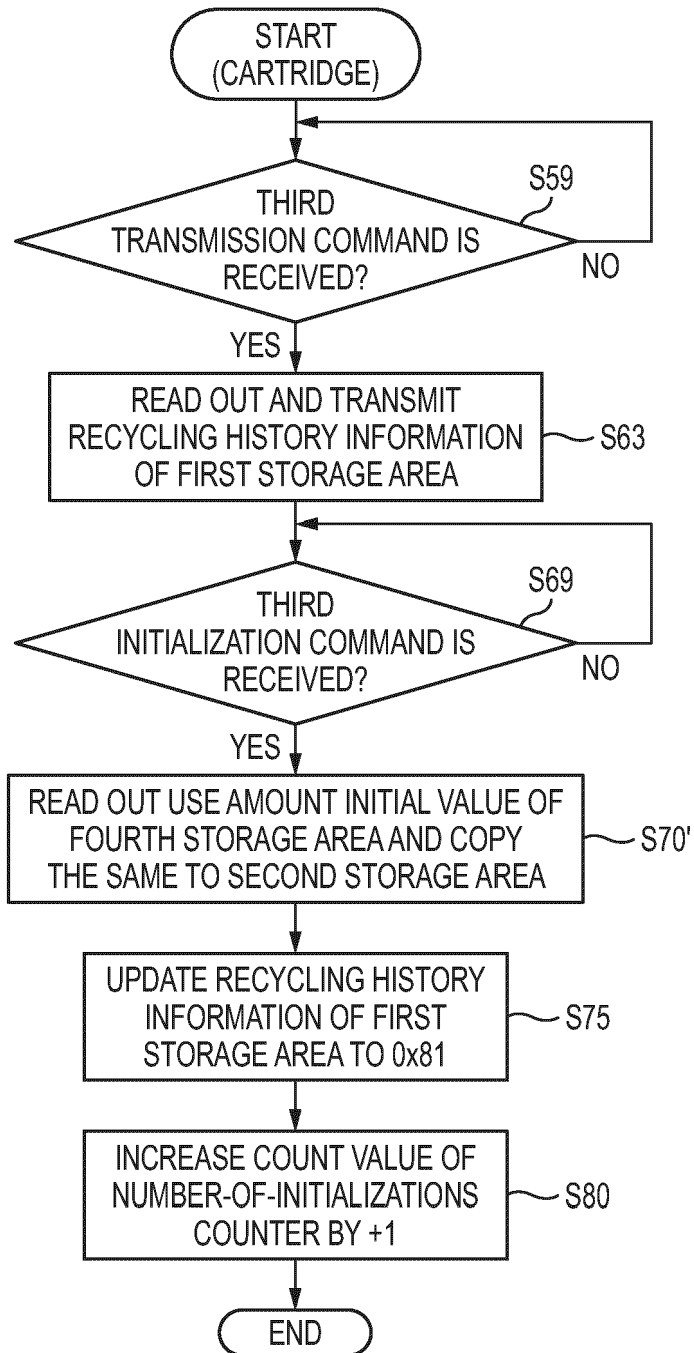 START
(CARTRIDGE)
S59
THIRD
TRANSMISSION COMMAND IS
RECEIVED?
NO
YES
READ OUT AND TRANSMIT
RECYCLING HISTORY INFORMATION
OF FIRST STORAGE AREA
S63
S69
THIRD
INITIALIZATION COMMAND IS
RECEIVED?
NO
YES
READ OUT USE AMOUNT INITIAL VALUE OF
FOURTH STORAGE AREA AND COPY
THE SAME TO SECOND STORAGE AREA
S70'
UPDATE RECYCLING HISTORY
INFORMATION OF FIRST
STORAGE AREA TO 0x81
S75
INCREASE COUNT VALUE OF
NUMBER-OF-INITIALIZATIONS
COUNTER BY +1
S80
END